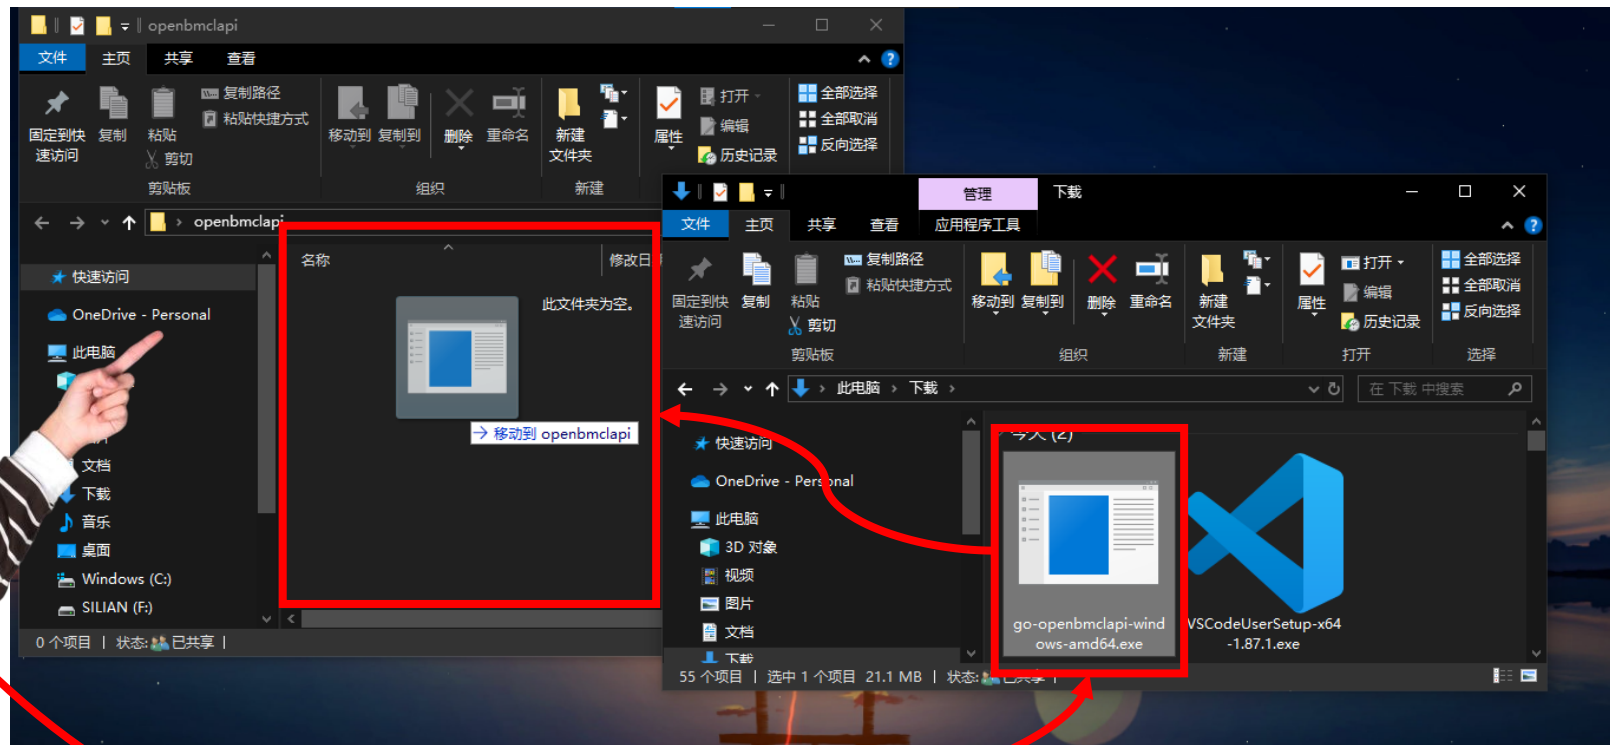 openbmclapi
文件 主页 共享 查看
固定到快
速访问
复制
粘贴
复制路径
粘贴快捷方式
剪切
移动到 复制到
删除 重命名
新建
文件夹
属性
打开
编辑
历史记录
全部选择
全部取消
反向选择
剪贴板
组织
新建
openbmclapi
快速访问
OneDrive - Personal
此电脑
文档
下载
音乐
桌面
Windows (C:)
SILIAN (F:)
名称
修改日
此文件夹为空。
移动到 openbmclapi
0 个项目
状态: 已共享
管理
下载
文件 主页 共享 查看 应用程序工具
固定到快
速访问
复制
粘贴
复制路径
粘贴快捷方式
剪切
移动到 复制到
删除 重命名
新建
文件夹
属性
打开
编辑
历史记录
全部选择
全部取消
反向选择
剪贴板
组织
新建
打开
选择
此电脑 › 下载 ›
在 下载 中搜索
快速访问
OneDrive - Personal
此电脑
3D 对象
视频
图片
文档
下载
今天 (2)
go-openbmclapi-wind
ows-amd64.exe
VSCodeUserSetup-x64
-1.87.1.exe
55 个项目
选中 1 个项目 21.1 MB
状态: 已共享